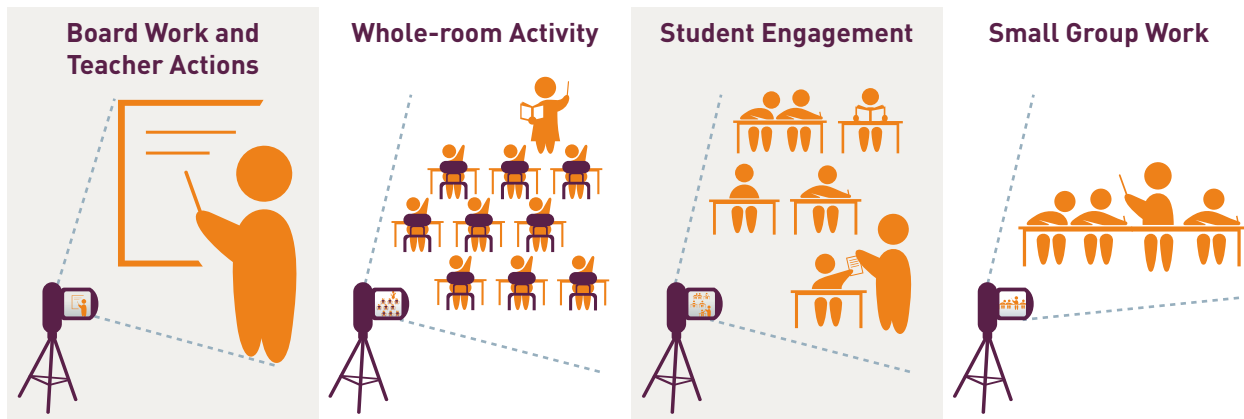 Board Work and
Teacher Actions
Whole-room Activity
Student Engagement
Small Group Work